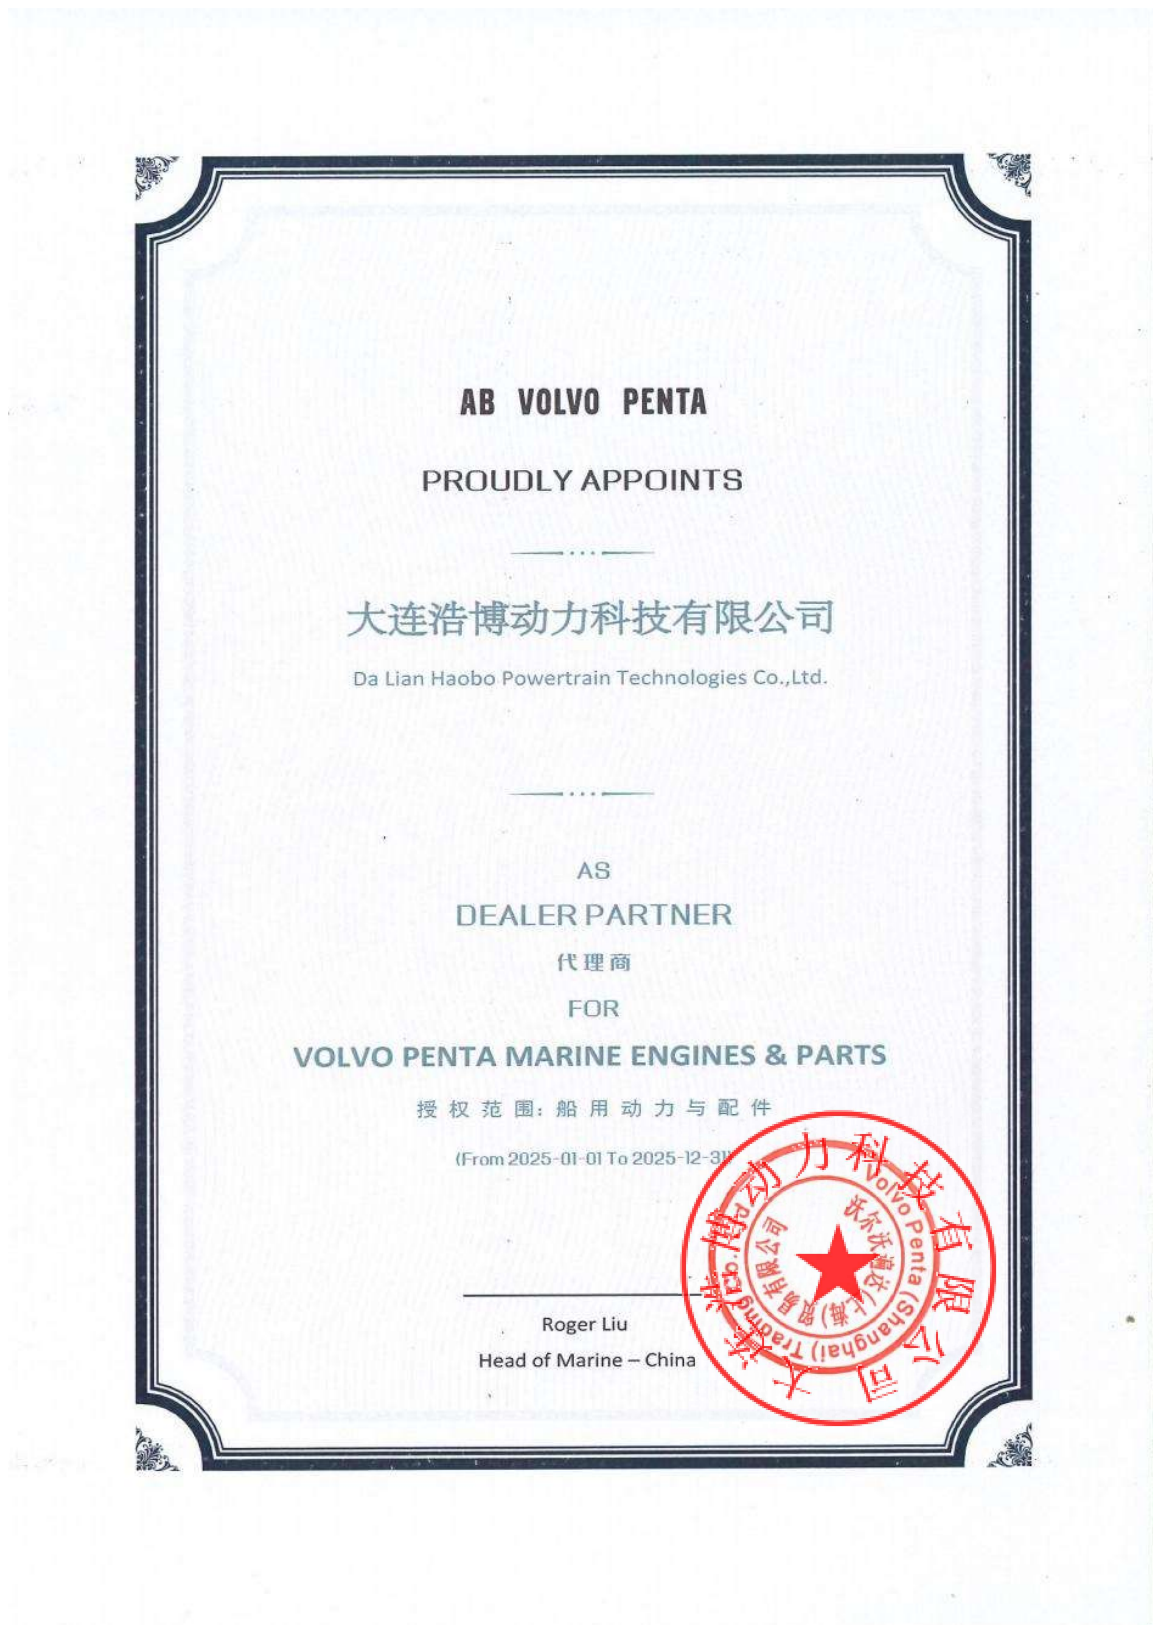 AB VOLVO PENTA
PROUDLY APPOINTS
大连浩博动力科技有限公司
Da Lian Haobo Powertrain Technologies Co.,Ltd.
AS
DEALER PARTNER
代理商
FOR
VOLVO PENTA MARINE ENGINES & PARTS
授权范围: 船用动力与配件
(From 2025-01-01 To 2025-12-31)
Roger Liu
Head of Marine – China
大连浩博动力科技有限公司
Volvo Penta (Shanghai) Trading Co. Ltd.
沃尔沃遍达(上海)贸易有限公司